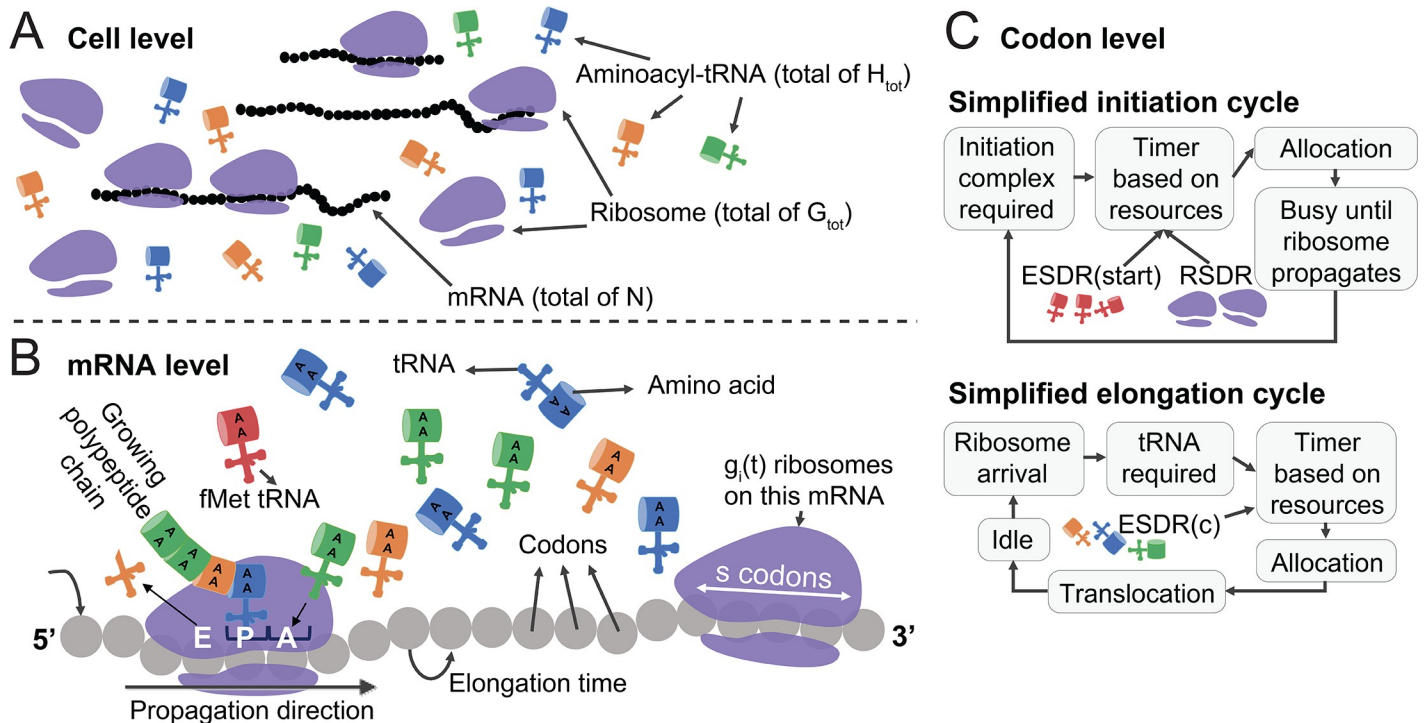 A Cell level
Aminoacyl-tRNA (total of Htot)
Ribosome (total of Gtot)
mRNA (total of N)
B mRNA level
tRNA
Amino acid
Growing
polypeptide
chain
fMet tRNA
A A
A A
A A
A A
A A
A A
A A
A A
A A
A A
A A
A A
A A
A A
gi(t) ribosomes
on this mRNA
Codons
s codons
5’
E P A
3’
Elongation time
Propagation direction
C Codon level
Simplified initiation cycle
Initiation
complex
required
Timer
based on
resources
Allocation
Busy until
ribosome
propagates
ESDR(start)
RSDR
Simplified elongation cycle
Ribosome
arrival
tRNA
required
Timer
based on
resources
ESDR(c)
Idle
Allocation
Translocation